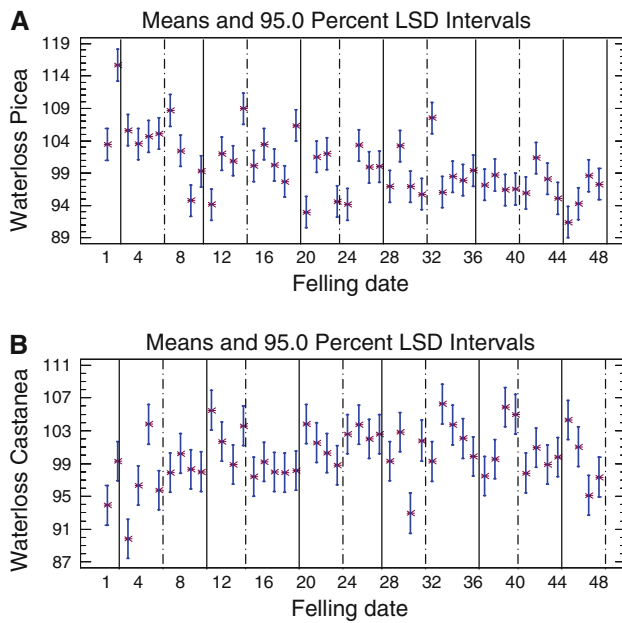 A
Means and 95.0 Percent LSD Intervals
Waterloss Picea
119
114
109
104
99
94
89
1 4 8 12 16 20 24 28 32 36 40 44 48
Felling date
B
Means and 95.0 Percent LSD Intervals
Waterloss Castanea
111
107
103
99
95
91
87
1 4 8 12 16 20 24 28 32 36 40 44 48
Felling date